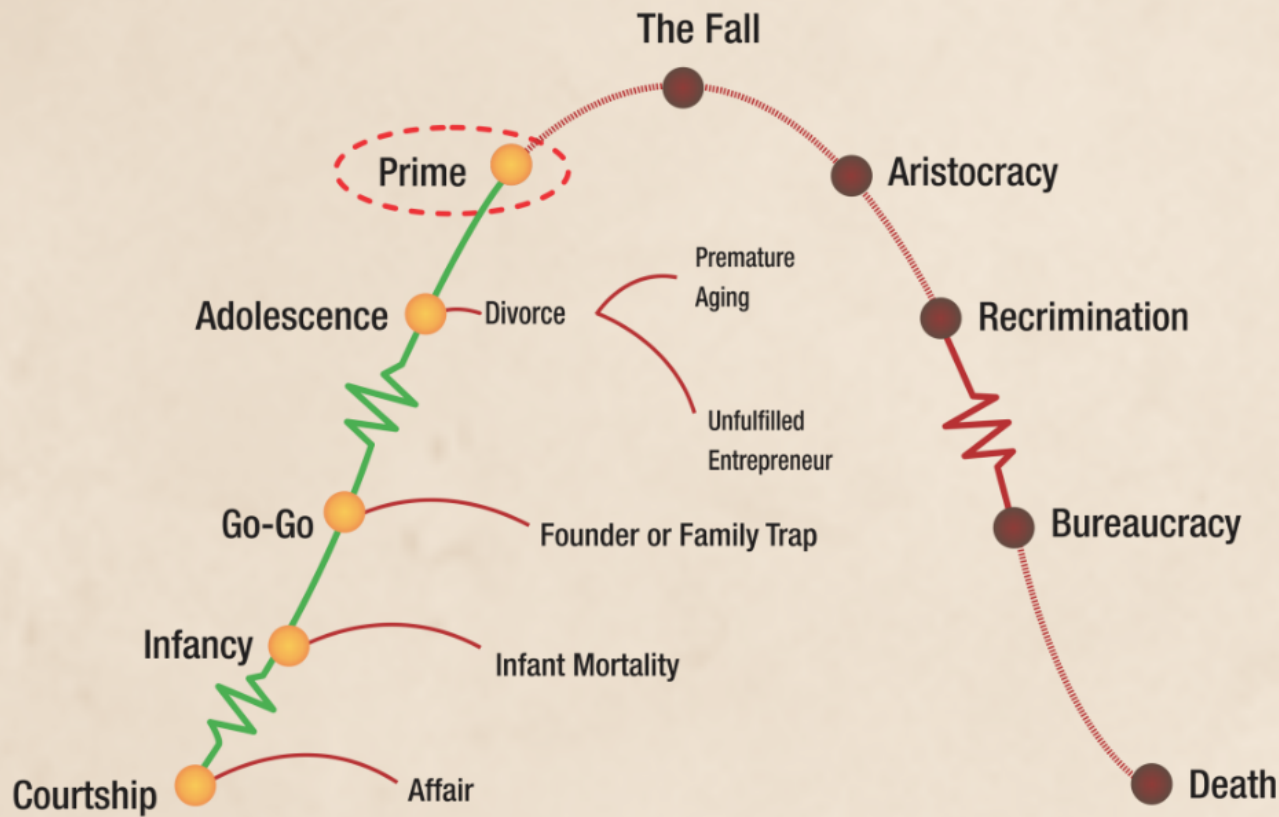 The Fall
Prime
Aristocracy
Premature
Aging
Adolescence
Divorce
Recrimination
Unfulfilled
Entrepreneur
Go-Go
Founder or Family Trap
Bureaucracy
Infancy
Infant Mortality
Courtship
Affair
Death